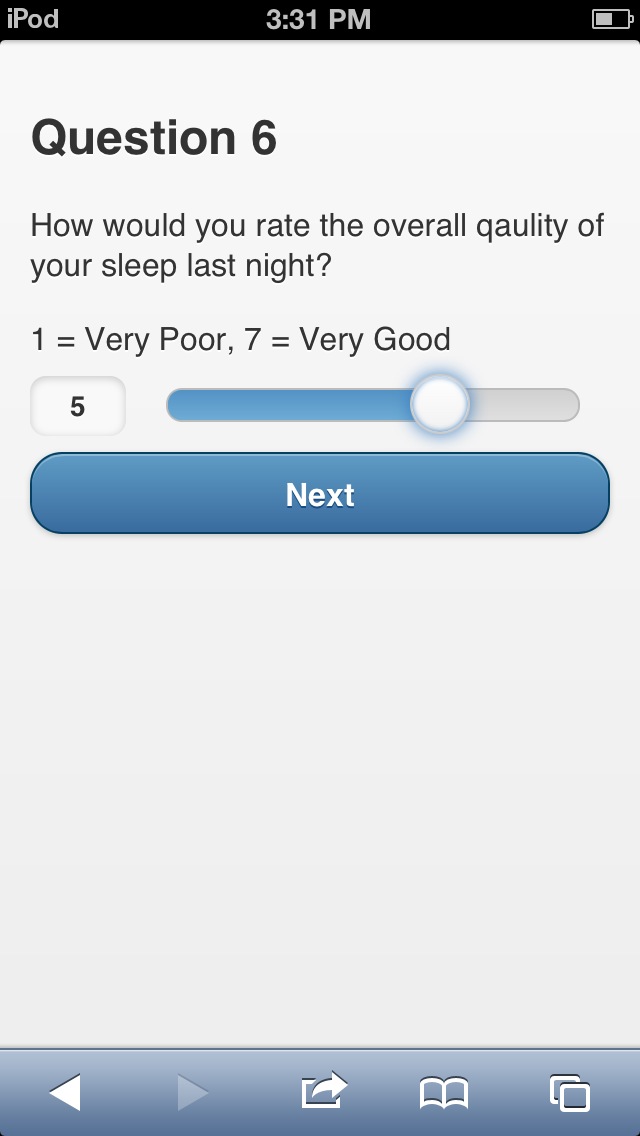 iPod 3:31 PM
Question 6
How would you rate the overall qaulity of
your sleep last night?
1 = Very Poor, 7 = Very Good
5
Next